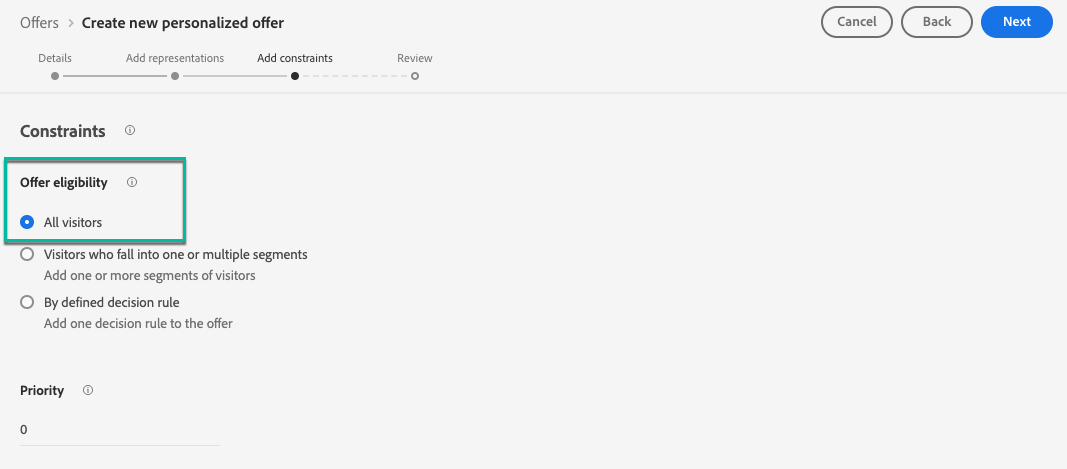 Offers > Create new personalized offer
Cancel
Back
Next
Details
Add representations
Add constraints
Review
Constraints
Offer eligibility
All visitors
Visitors who fall into one or multiple segments
Add one or more segments of visitors
By defined decision rule
Add one decision rule to the offer
Priority
0